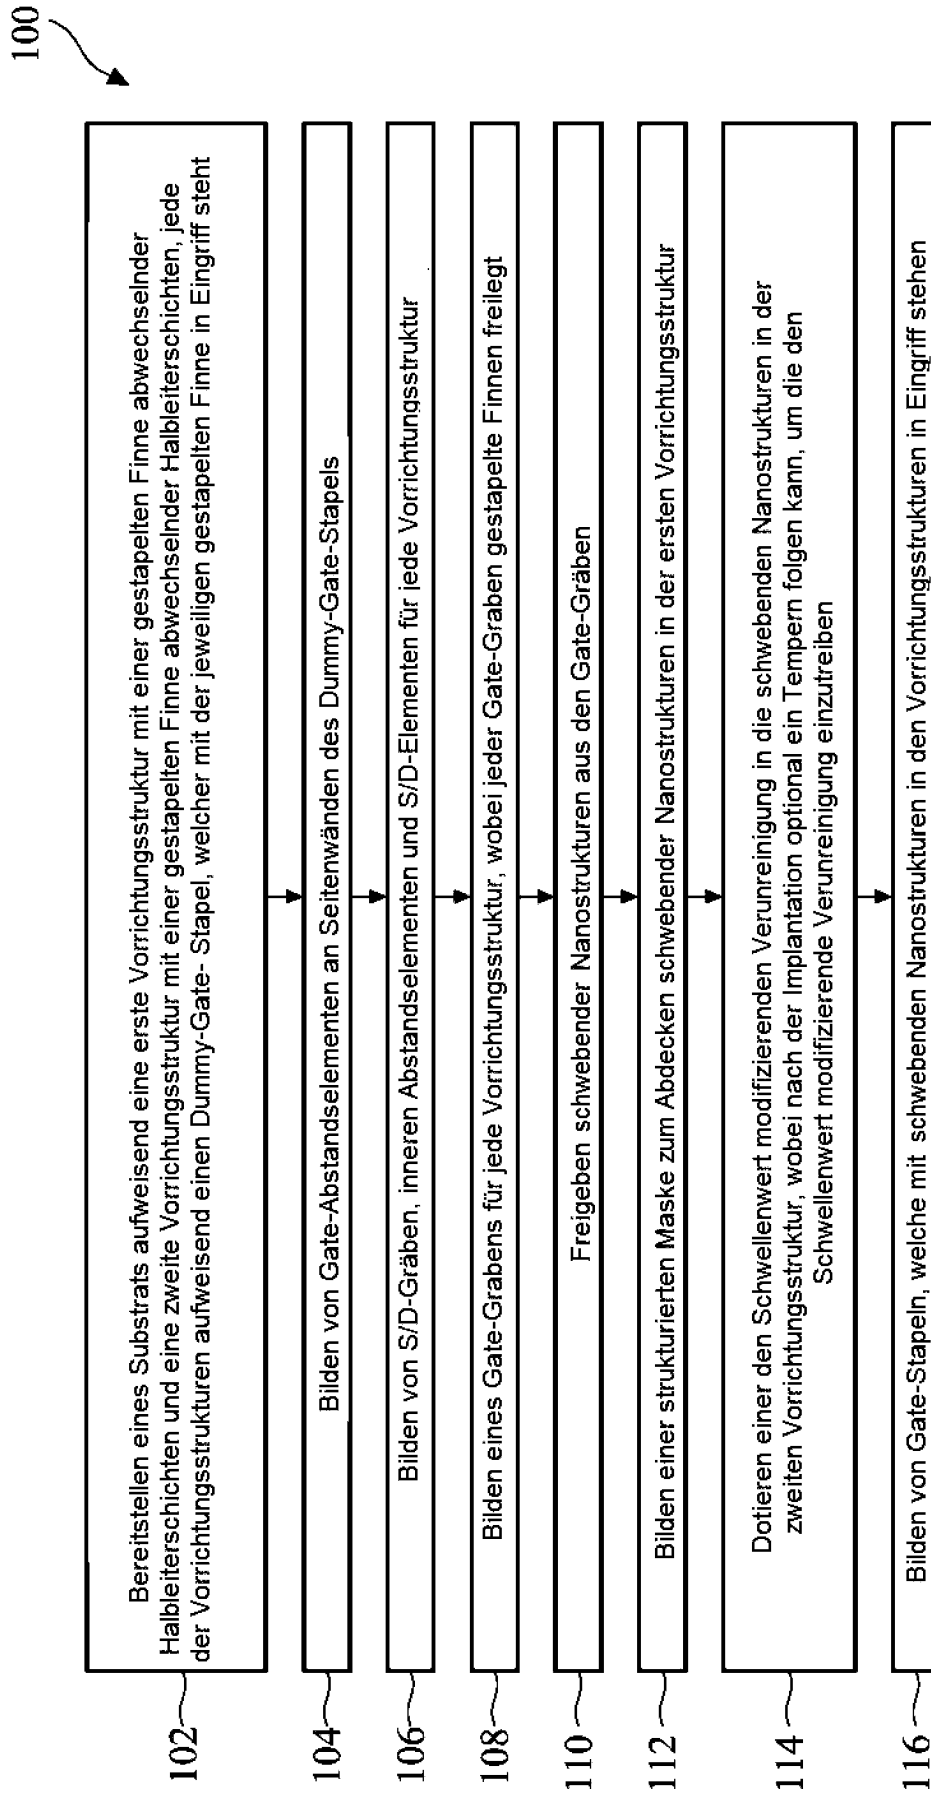 100
102
Bereitstellen eines Substrats aufweisend eine erste Vorrichtungsstruktur mit einer gestapelten Finne abwechselnder
Halbleiterschichten und eine zweite Vorrichtungsstruktur mit einer gestapelten Finne abwechselnder Halbleiterschichten, jede
der Vorrichtungsstrukturen aufweisend einen Dummy-Gate- Stapel, welcher mit der jeweiligen gestapelten Finne in Eingriff steht
104
Bilden von Gate-Abstandselementen an Seitenwänden des Dummy-Gate-Stapels
106
Bilden von S/D-Gräben, inneren Abstandselementen und S/D-Elementen für jede Vorrichtungsstruktur
108
Bilden eines Gate-Grabens für jede Vorrichtungsstruktur, wobei jeder Gate-Graben gestapelte Finnen freilegt
110
Freigeben schwebender Nanostrukturen aus den Gate-Gräben
112
Bilden einer strukturierten Maske zum Abdecken schwebender Nanostrukturen in der ersten Vorrichtungsstruktur
114
Dotieren einer den Schwellenwert modifizierenden Verunreinigung in die schwebenden Nanostrukturen in der
zweiten Vorrichtungsstruktur, wobei nach der Implantation optional ein Tempern folgen kann, um die den
Schwellenwert modifizierende Verunreinigung einzutreiben
116
Bilden von Gate-Stapeln, welche mit schwebenden Nanostrukturen in den Vorrichtungsstrukturen in Eingriff stehen